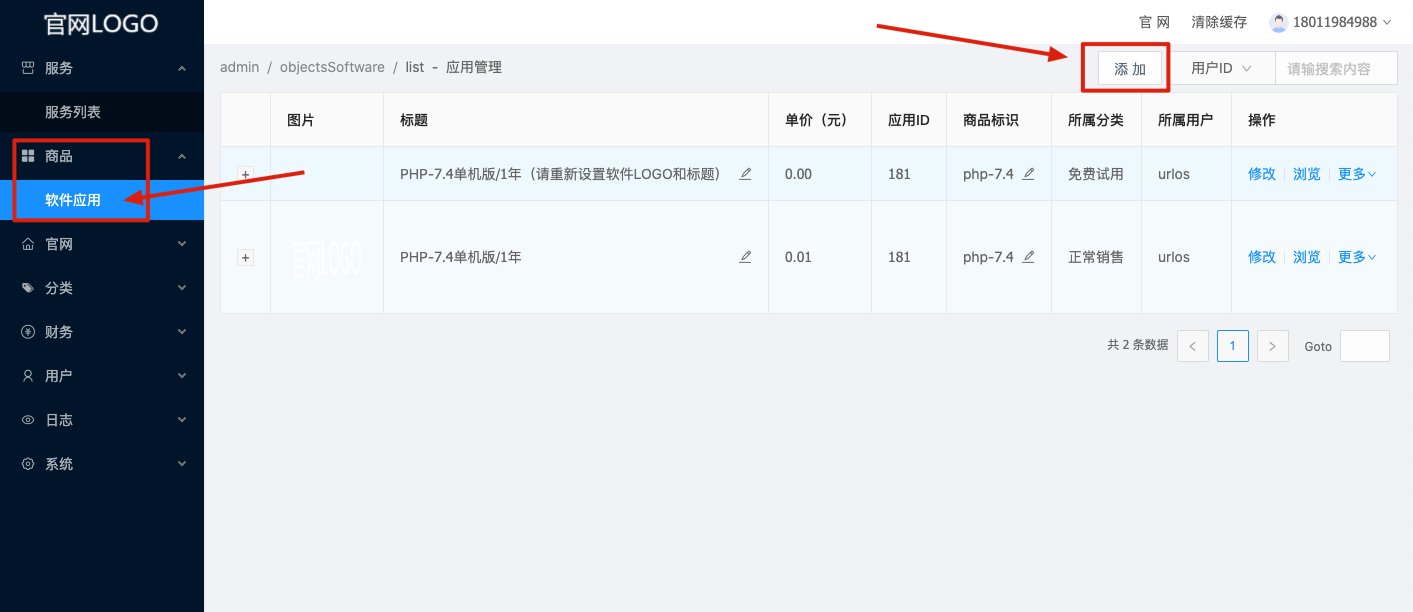 官网LOGO
官 网 清除缓存 18011984988
服务
服务列表
商品
软件应用
官网
分类
财务
用户
日志
系统
admin / objectsSoftware / list - 应用管理
添 加 用户ID 请输搜索内容
图片 标题 单价（元） 应用ID 商品标识 所属分类 所属用户 操作
+ PHP-7.4单机版/1年（请重新设置软件LOGO和标题） 0.00 181 php-7.4 免费试用 urlos 修改 浏览 更多
+ 官网LOGO PHP-7.4单机版/1年 0.01 181 php-7.4 正常销售 urlos 修改 浏览 更多
共 2 条数据 < 1 > Goto